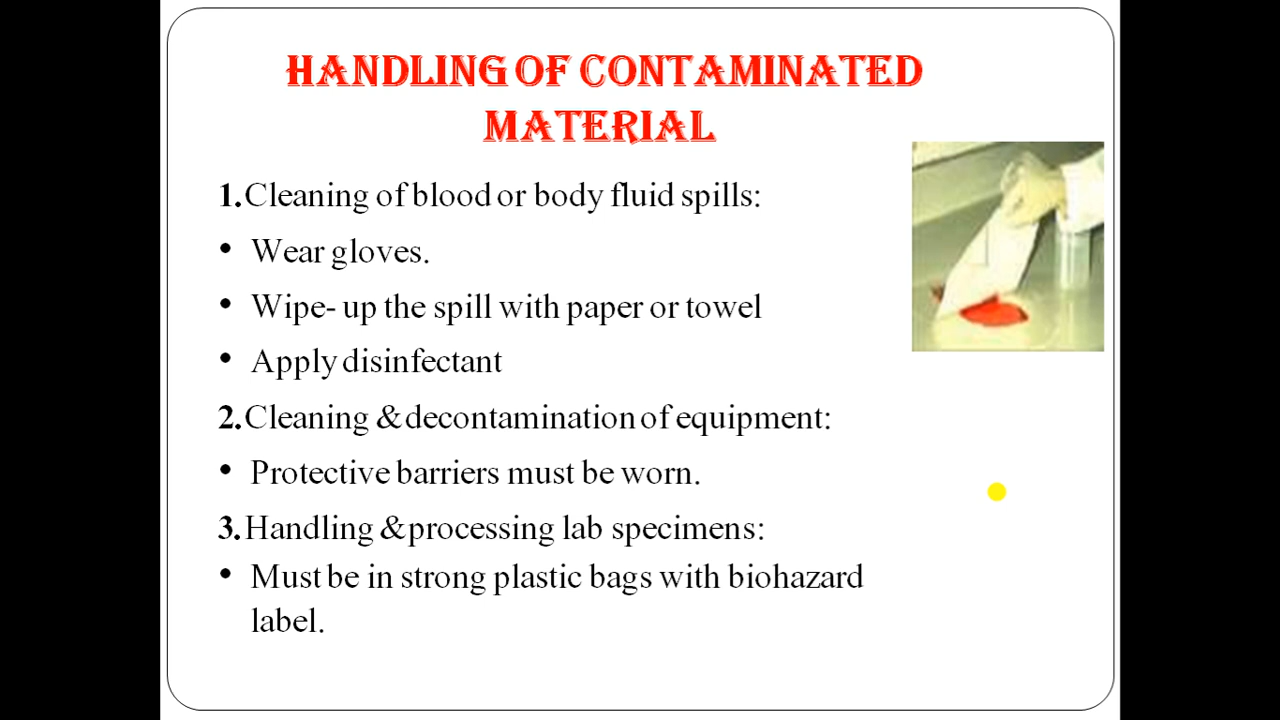 HANDLING OF CONTAMINATED
MATERIAL
1.Cleaning of blood or body fluid spills:
• Wear gloves.
• Wipe- up the spill with paper or towel
• Apply disinfectant
2.Cleaning &decontamination of equipment:
• Protective barriers must be worn.
3.Handling &processing lab specimens:
• Must be in strong plastic bags with biohazard
label.